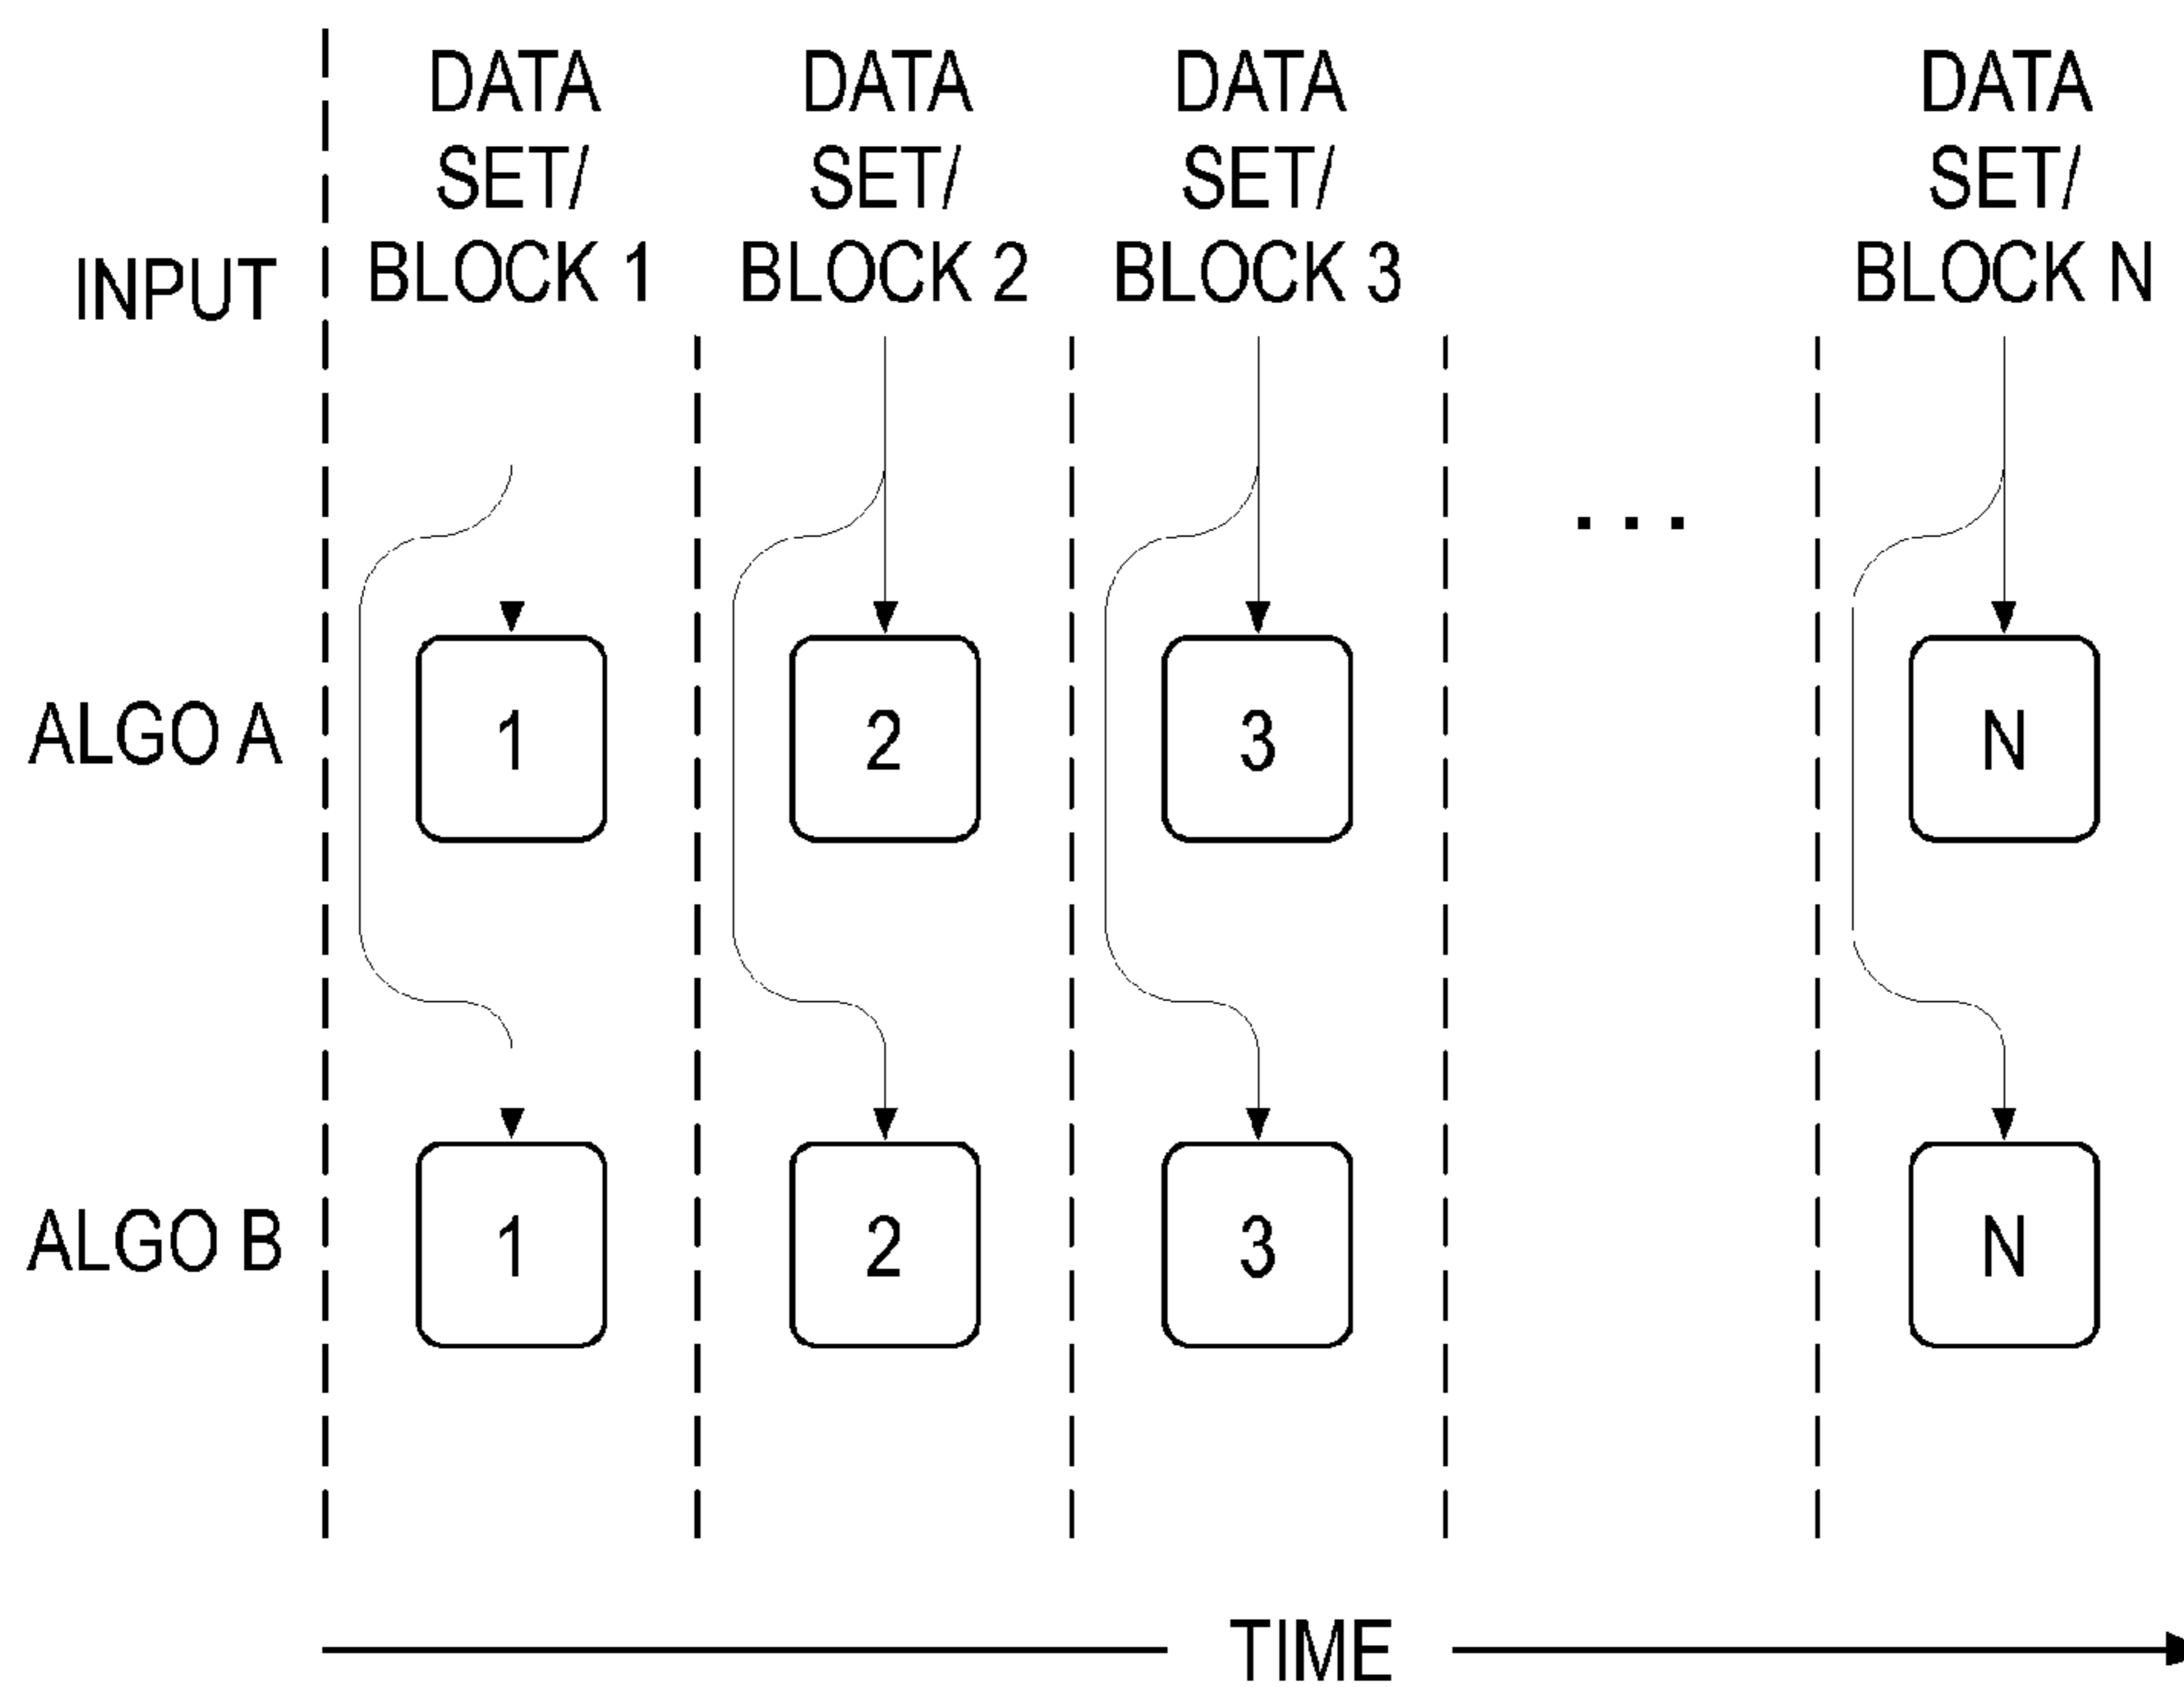 DATA DATA DATA DATA
SET/ SET/ SET/ SET/
INPUT BLOCK 1 BLOCK 2 BLOCK 3 BLOCK N
...
ALGO A 1 2 3 N
ALGO B 1 2 3 N
TIME